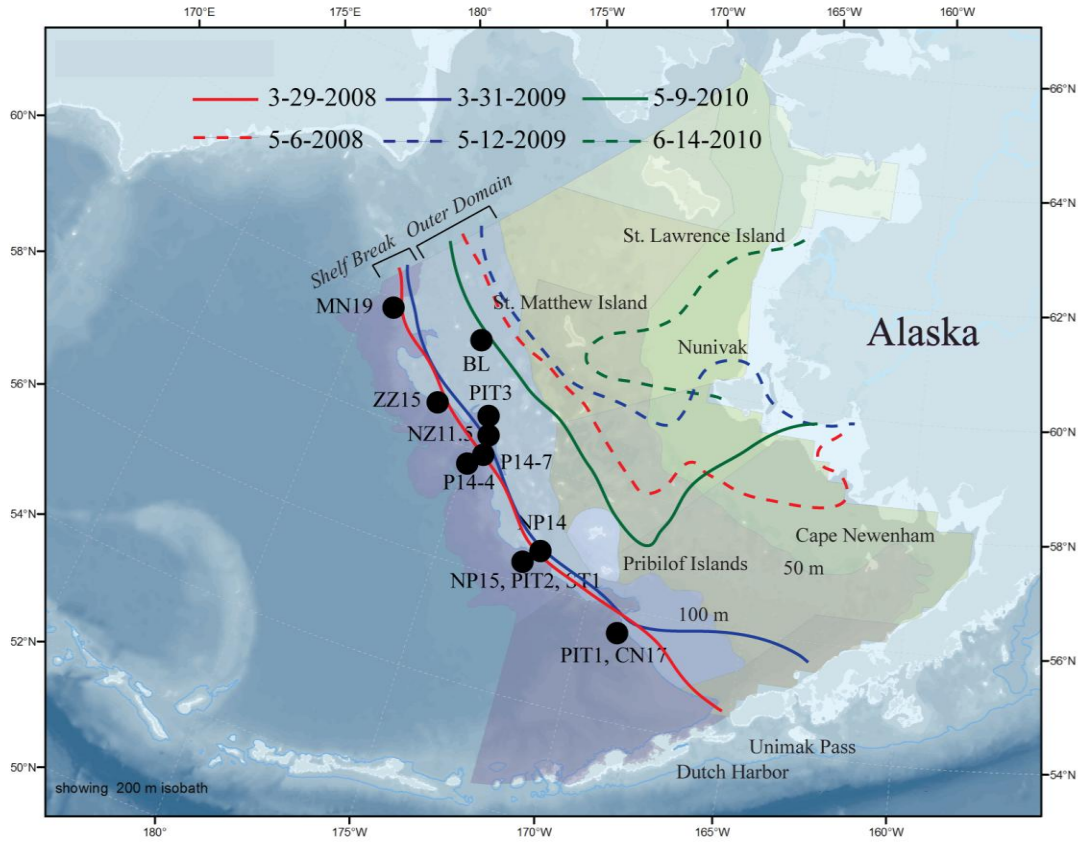 170°E 175°E 180° 175°W 170°W 165°W 160°W
3-29-2008 3-31-2009 5-9-2010
5-6-2008 5-12-2009 6-14-2010
66°N
60°N
64°N
Outer Domain
Shelf Break
St. Lawrence Island
58°N
MN19
St. Matthew Island
62°N
Alaska
Nunivak
BL
56°N
PIT3
ZZ15
NZ11.5
60°N
P14-7
P14-4
54°N
NP14
Cape Newenham
58°N
Pribilof Islands
50 m
NP15, PIT2, ST1
100 m
52°N
PIT1, CN17
56°N
Unimak Pass
50°N
Dutch Harbor
54°N
showing 200 m isobath
180° 175°W 170°W 165°W 160°W